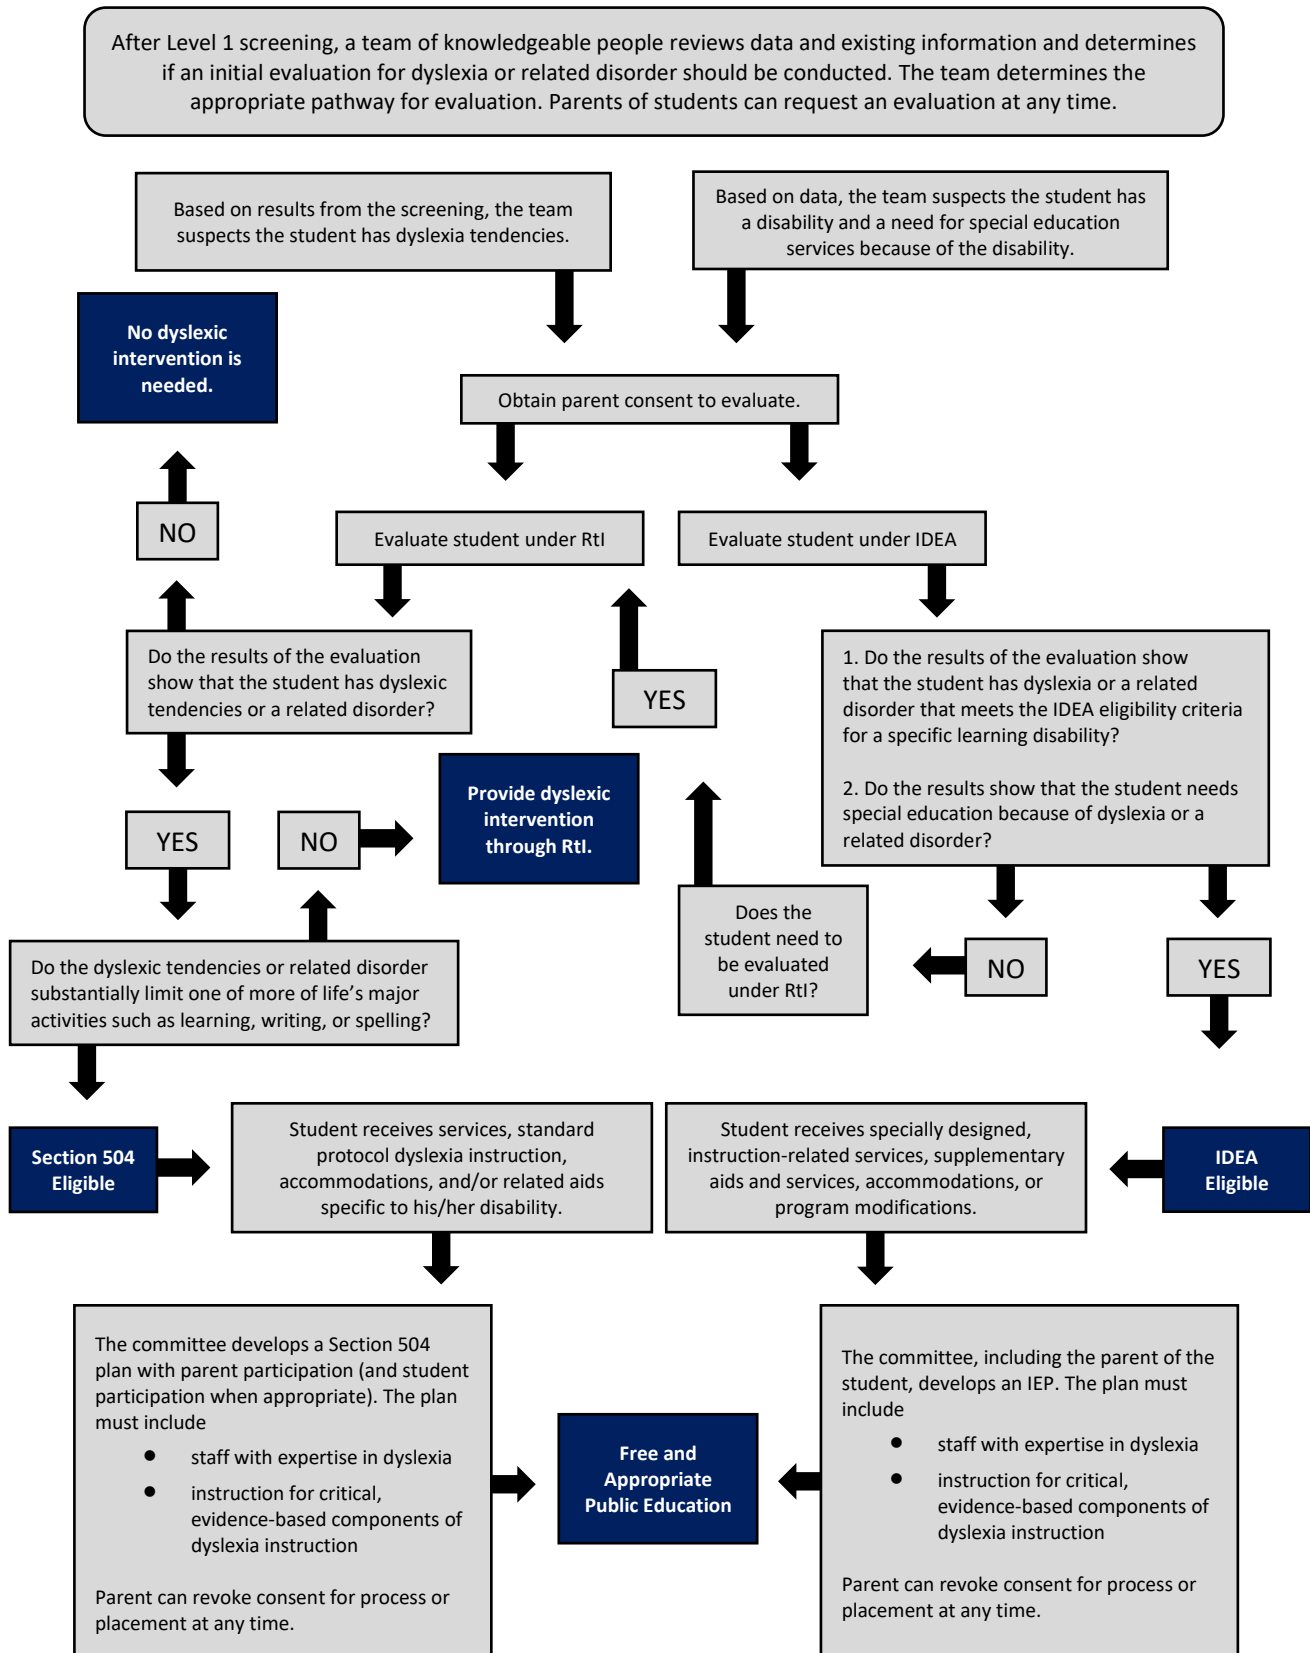 After Level 1 screening, a team of knowledgeable people reviews data and existing information and determines
if an initial evaluation for dyslexia or related disorder should be conducted. The team determines the
appropriate pathway for evaluation. Parents of students can request an evaluation at any time.
Based on results from the screening, the team
suspects the student has dyslexia tendencies.
Based on data, the team suspects the student has
a disability and a need for special education
services because of the disability.
No dyslexic
intervention is
needed.
Obtain parent consent to evaluate.
NO
Evaluate student under RtI
Evaluate student under IDEA
Do the results of the evaluation
show that the student has dyslexic
tendencies or a related disorder?
YES
1. Do the results of the evaluation show
that the student has dyslexia or a related
disorder that meets the IDEA eligibility criteria
for a specific learning disability?
2. Do the results show that the student needs
special education because of dyslexia or a
related disorder?
YES
NO
Provide dyslexic
intervention
through RtI.
Does the
student need to
be evaluated
under RtI?
NO
YES
Do the dyslexic tendencies or related disorder
substantially limit one of more of life's major
activities such as learning, writing, or spelling?
Section 504
Eligible
Student receives services, standard
protocol dyslexia instruction,
accommodations, and/or related aids
specific to his/her disability.
Student receives specially designed,
instruction-related services, supplementary
aids and services, accommodations, or
program modifications.
IDEA
Eligible
The committee develops a Section 504
plan with parent participation (and student
participation when appropriate). The plan
must include
● staff with expertise in dyslexia
● instruction for critical,
evidence-based components of
dyslexia instruction
Parent can revoke consent for process or
placement at any time.
Free and
Appropriate
Public Education
The committee, including the parent of the
student, develops an IEP. The plan must
include
● staff with expertise in dyslexia
● instruction for critical,
evidence-based components of
dyslexia instruction
Parent can revoke consent for process or
placement at any time.